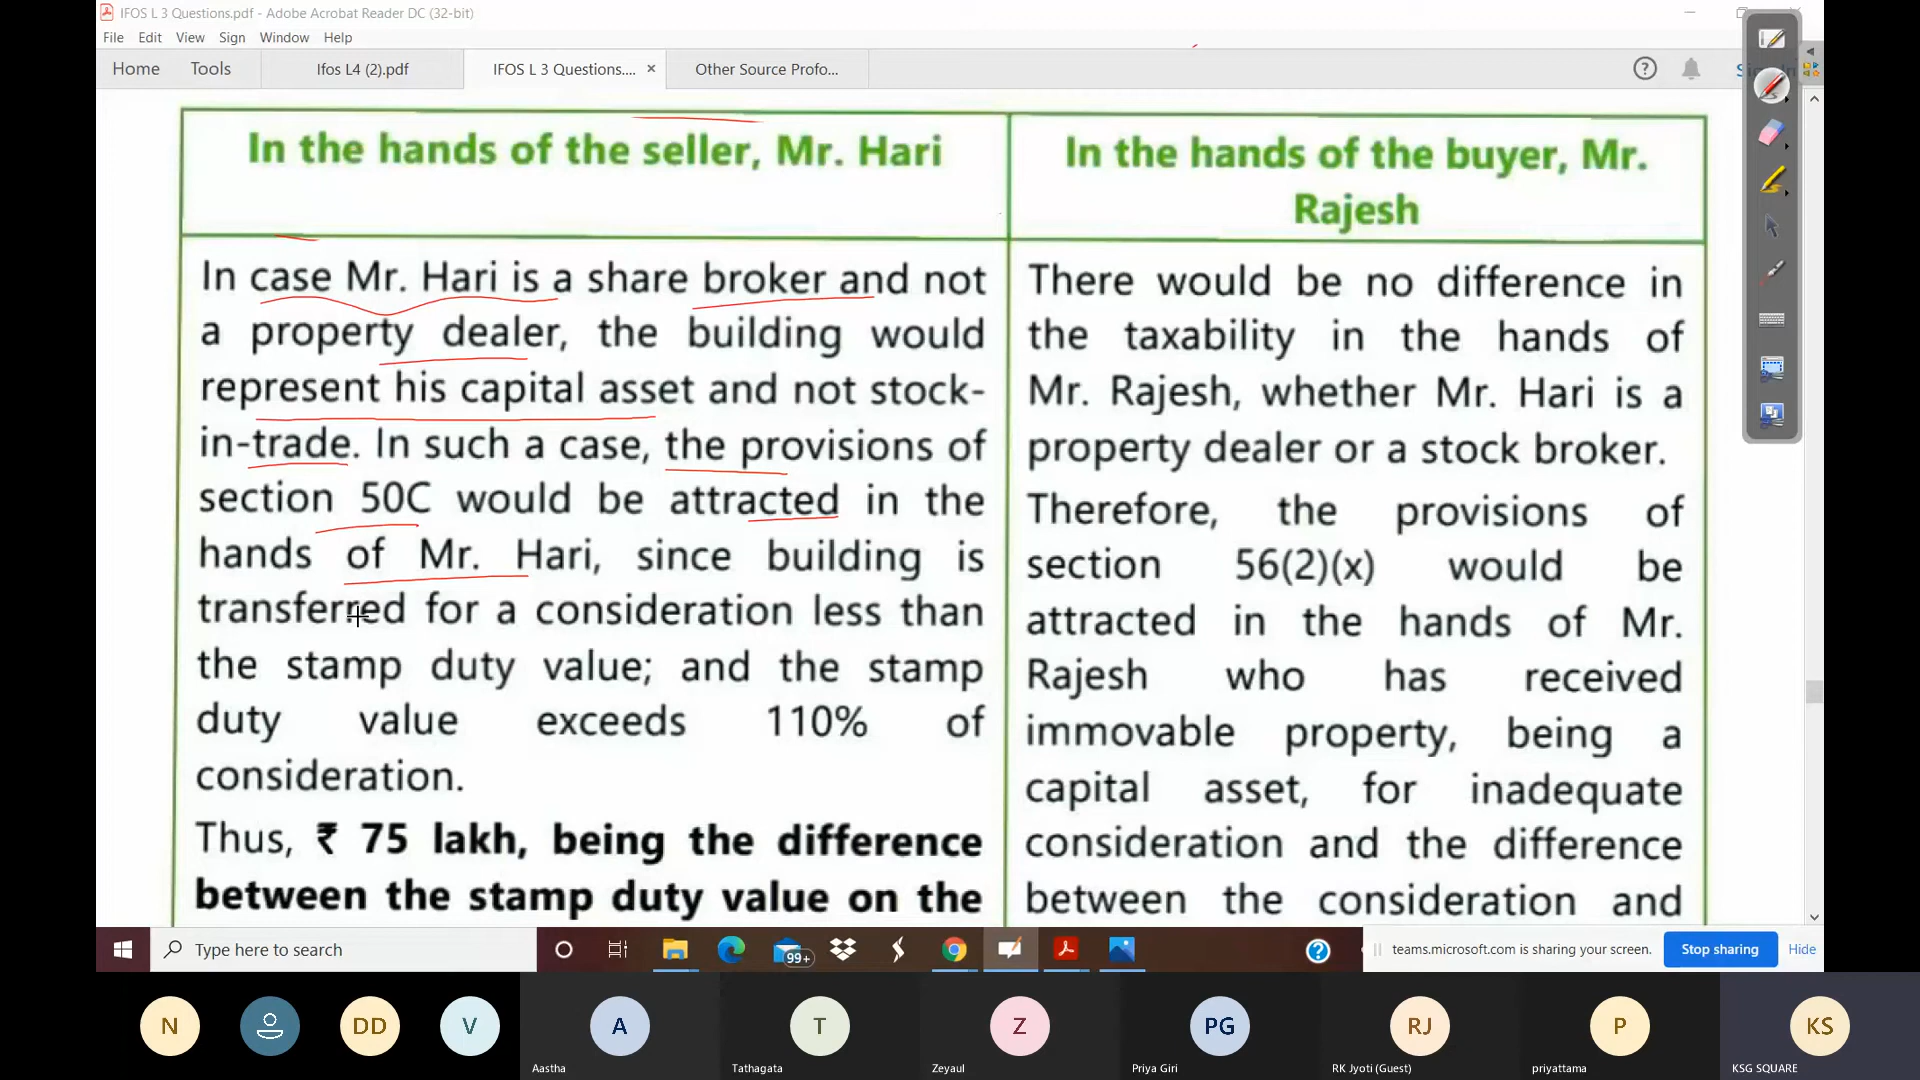 IFOS L 3 Questions.pdf - Adobe Acrobat Reader DC (32-bit)
File Edit View Sign Window Help
Home Tools Ifos L4 (2).pdf IFOS L 3 Questions.... × Other Source Profo...
In the hands of the seller, Mr. Hari
In case Mr. Hari is a share broker and not
a property dealer, the building would
represent his capital asset and not stock-
in-trade. In such a case, the provisions of
section 50C would be attracted in the
hands of Mr. Hari, since building is
transferred for a consideration less than
the stamp duty value; and the stamp
duty value exceeds 110% of
consideration.
Thus, ₹ 75 lakh, being the difference
between the stamp duty value on the
In the hands of the buyer, Mr.
Rajesh
There would be no difference in
the taxability in the hands of
Mr. Rajesh, whether Mr. Hari is a
property dealer or a stock broker.
Therefore, the provisions of
section 56(2)(x) would be
attracted in the hands of Mr.
Rajesh who has received
immovable property, being a
capital asset, for inadequate
consideration and the difference
between the consideration and
Type here to search
99+
teams.microsoft.com is sharing your screen. Stop sharing Hide
N DD V A T Z PG RJ P KS
Aastha Tathagata Zeyaul Priya Giri RK Jyoti (Guest) priyattama KSG SQUARE